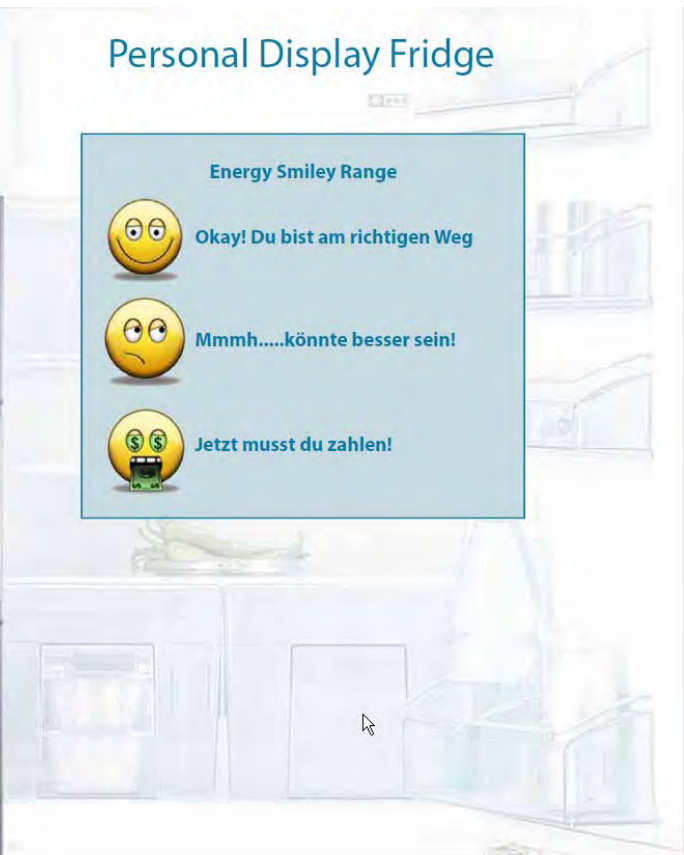 Personal Display Fridge
Energy Smiley Range
Okay! Du bist am richtigen Weg
Mmmh.....könnte besser sein!
Jetzt musst du zahlen!